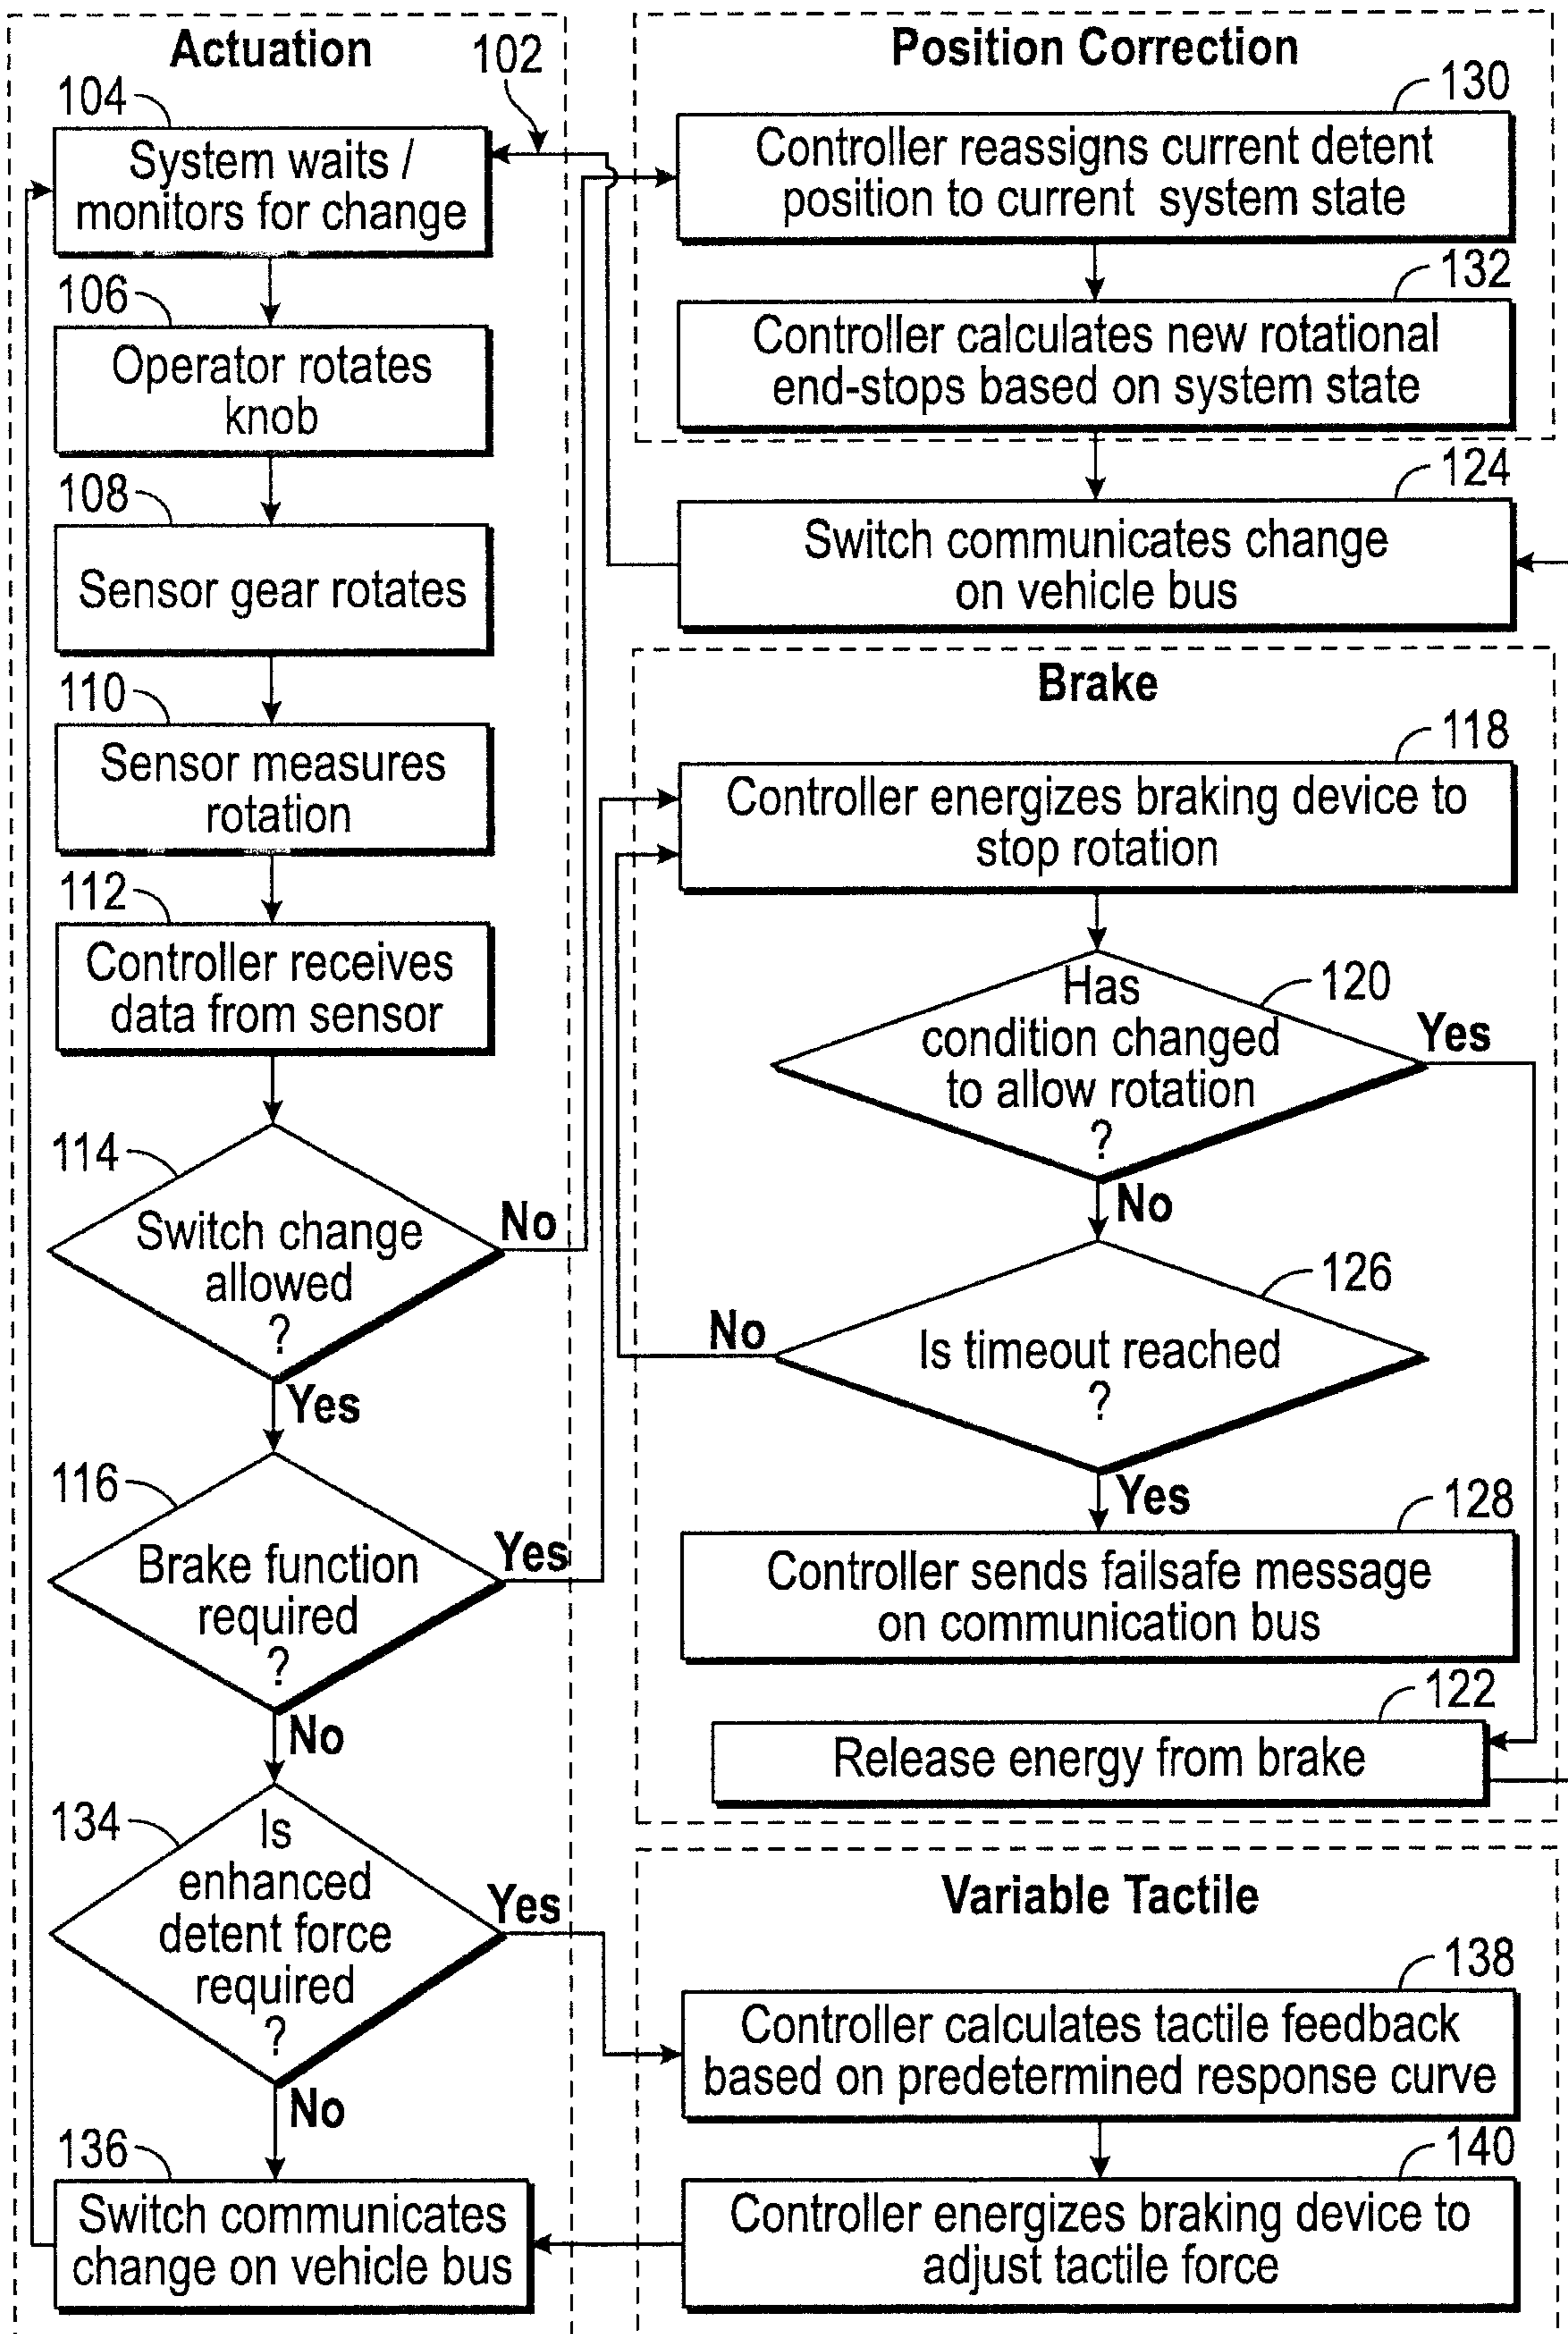 Actuation
102
104
System waits /
monitors for change
106
Operator rotates
knob
108
Sensor gear rotates
110
Sensor measures
rotation
112
Controller receives
data from sensor
114
Switch change
allowed
?
No
Yes
116
Brake function
required
?
Yes
No
134
Is
enhanced
detent force
required
?
Yes
No
136
Switch communicates
change on vehicle bus
Position Correction
130
Controller reassigns current detent
position to current system state
132
Controller calculates new rotational
end-stops based on system state
124
Switch communicates change
on vehicle bus
Brake
118
Controller energizes braking device to
stop rotation
120
Has
condition changed
to allow rotation
?
Yes
No
126
Is timeout reached
?
No
Yes
128
Controller sends failsafe message
on communication bus
122
Release energy from brake
Variable Tactile
138
Controller calculates tactile feedback
based on predetermined response curve
140
Controller energizes braking device to
adjust tactile force